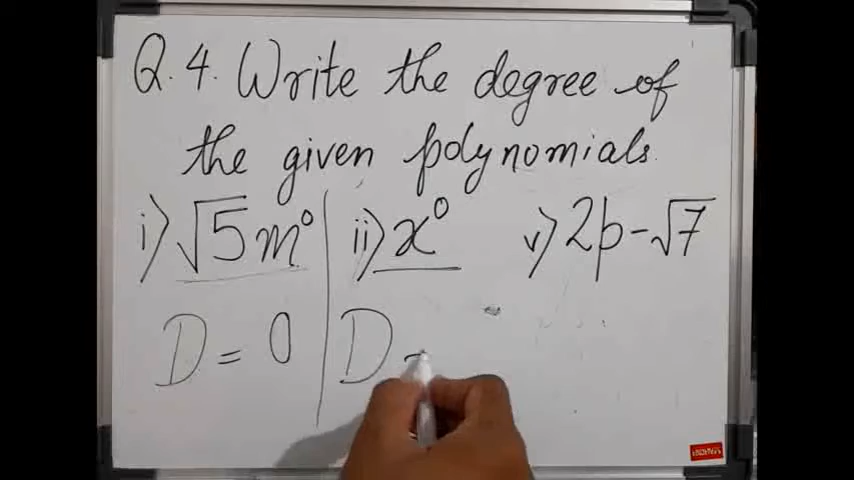 Q. 4. Write the degree of
the given polynomials.
i) √5m⁰ ii) x⁰ v) 2p-√7
D = 0 D -